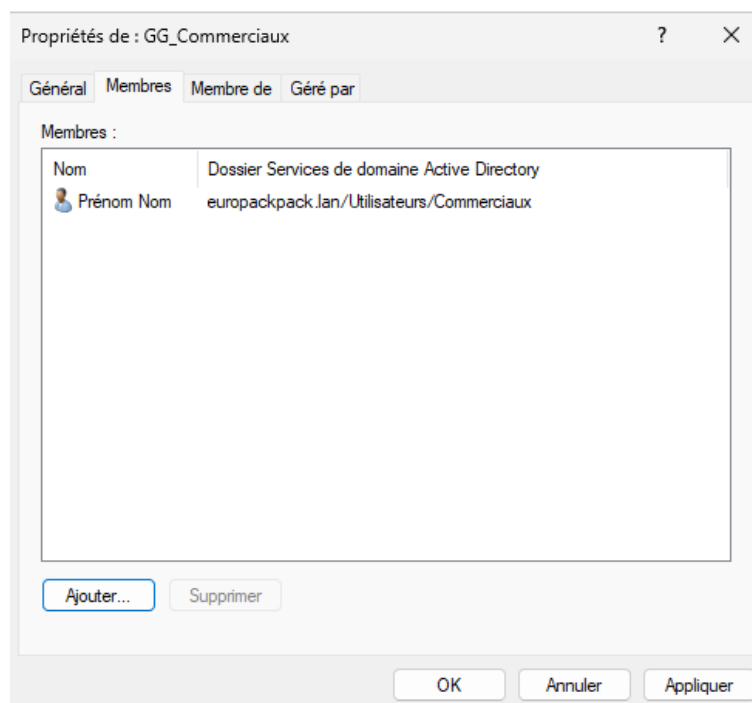 Propriétés de : GG_Commerciaux ? X
Général Membres Membre de Géré par
Membres :
Nom Dossier Services de domaine Active Directory
Prénom Nom europackpack.lan/Utilisateurs/Commerciaux
Ajouter... Supprimer
OK Annuler Appliquer